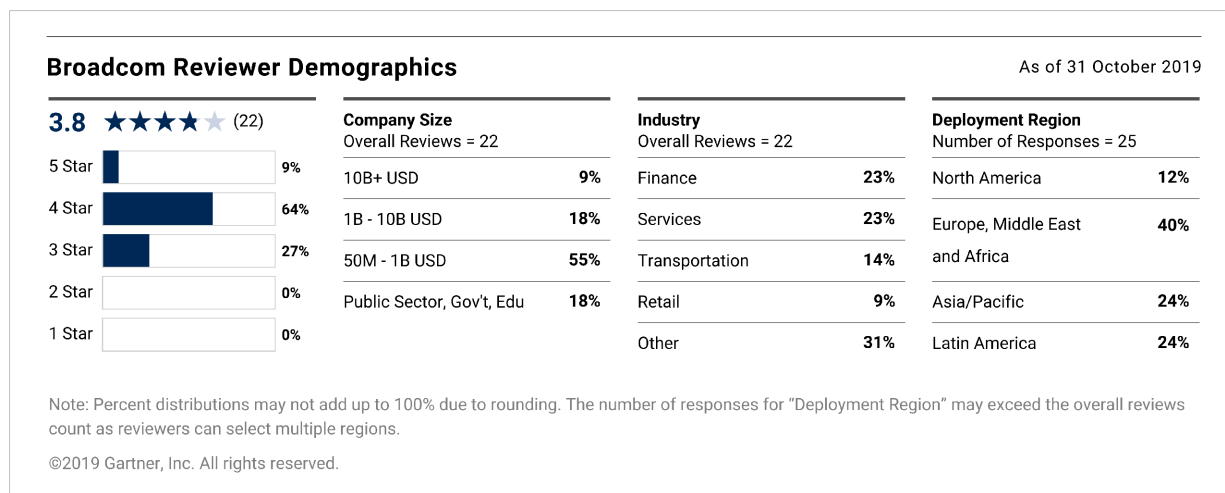 Broadcom Reviewer Demographics
As of 31 October 2019
3.8 (22)
5 Star 9%
4 Star 64%
3 Star 27%
2 Star 0%
1 Star 0%
Company Size
Overall Reviews = 22
10B+ USD 9%
1B - 10B USD 18%
50M - 1B USD 55%
Public Sector, Gov't, Edu 18%
Industry
Overall Reviews = 22
Finance 23%
Services 23%
Transportation 14%
Retail 9%
Other 31%
Deployment Region
Number of Responses = 25
North America 12%
Europe, Middle East 40%
and Africa
Asia/Pacific 24%
Latin America 24%
Note: Percent distributions may not add up to 100% due to rounding. The number of responses for “Deployment Region” may exceed the overall reviews
count as reviewers can select multiple regions.
©2019 Gartner, Inc. All rights reserved.